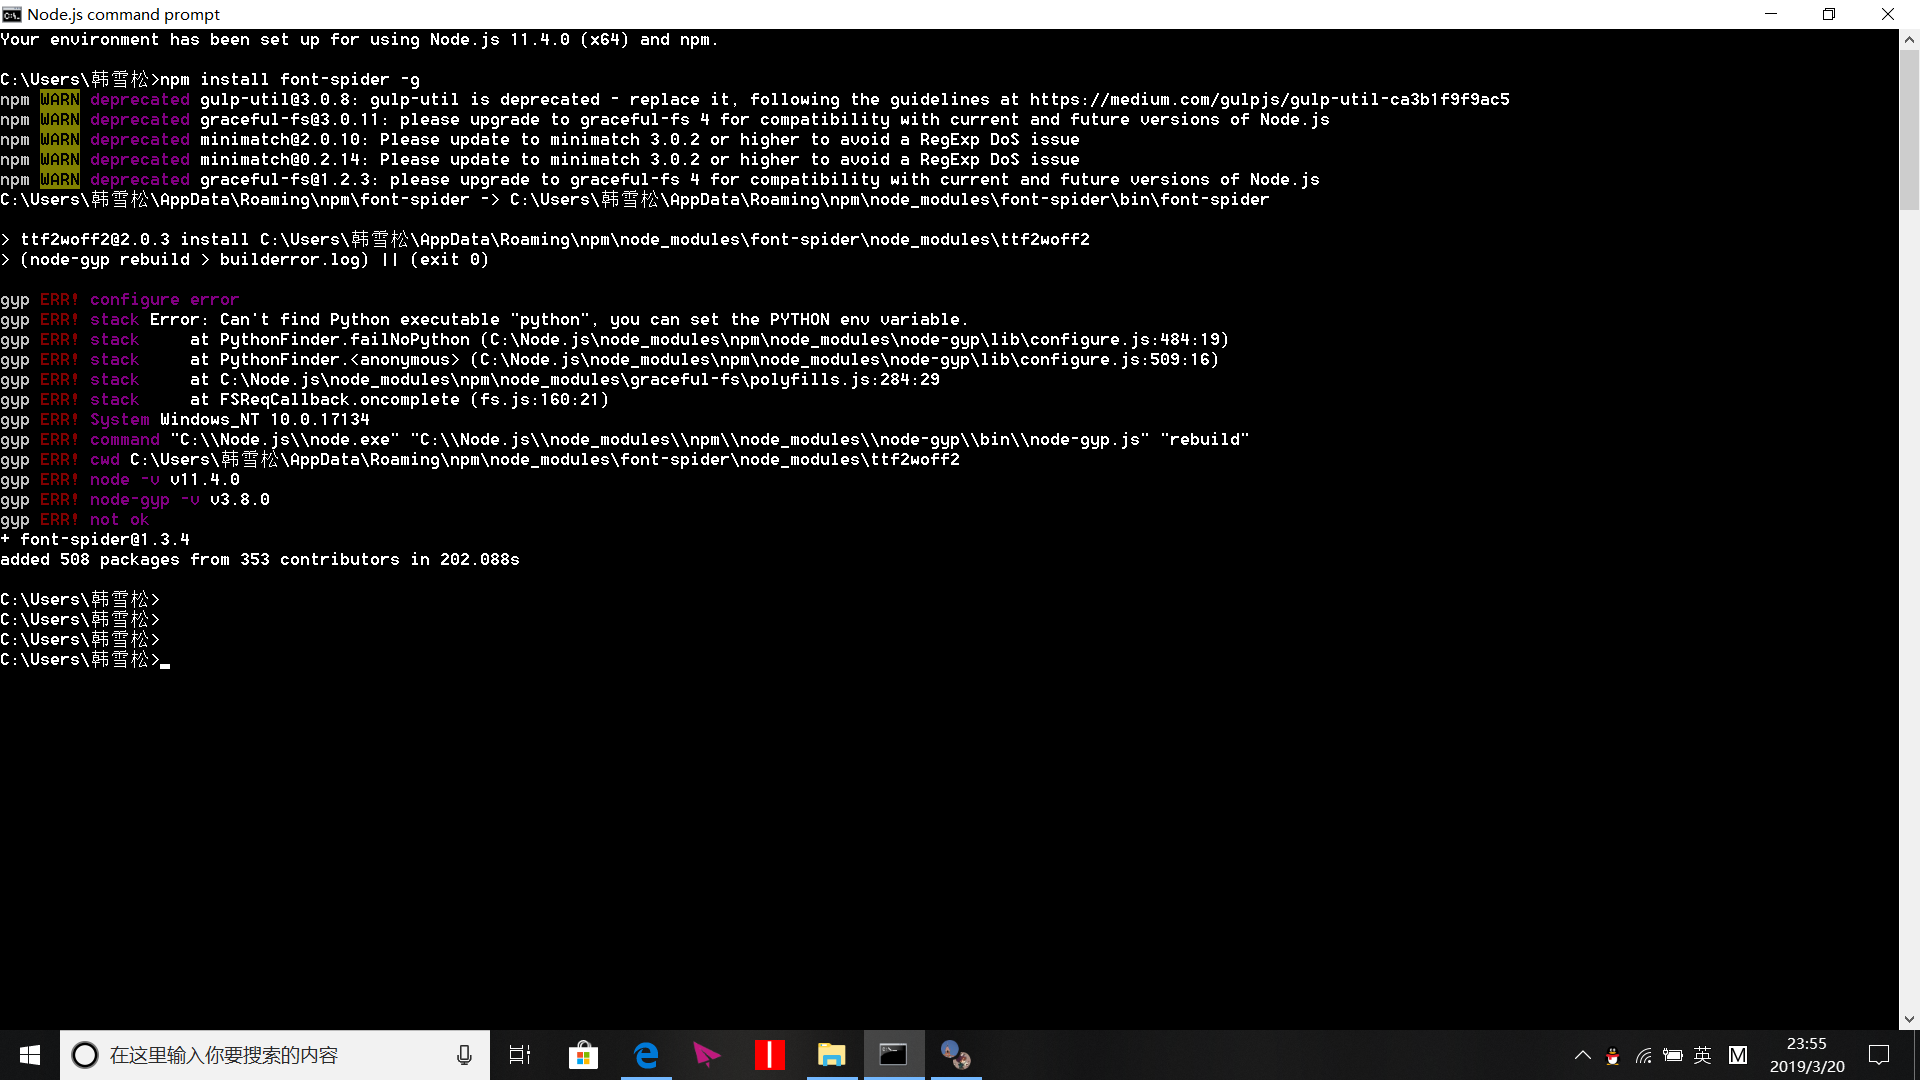 Node.js command prompt
Your environment has been set up for using Node.js 11.4.0 (x64) and npm.
C:\Users\韩雪松>npm install font-spider -g
npm WARN deprecated gulp-util@3.0.8: gulp-util is deprecated - replace it, following the guidelines at https://medium.com/gulpjs/gulp-util-ca3b1f9f9ac5
npm WARN deprecated graceful-fs@3.0.11: please upgrade to graceful-fs 4 for compatibility with current and future versions of Node.js
npm WARN deprecated minimatch@2.0.10: Please update to minimatch 3.0.2 or higher to avoid a RegExp DoS issue
npm WARN deprecated minimatch@0.2.14: Please update to minimatch 3.0.2 or higher to avoid a RegExp DoS issue
npm WARN deprecated graceful-fs@1.2.3: please upgrade to graceful-fs 4 for compatibility with current and future versions of Node.js
C:\Users\韩雪松\AppData\Roaming\npm\font-spider -> C:\Users\韩雪松\AppData\Roaming\npm\node_modules\font-spider\bin\font-spider
> ttf2woff2@2.0.3 install C:\Users\韩雪松\AppData\Roaming\npm\node_modules\font-spider\node_modules\ttf2woff2
> (node-gyp rebuild > builderror.log) || (exit 0)
gyp ERR! configure error
gyp ERR! stack Error: Can't find Python executable "python", you can set the PYTHON env variable.
gyp ERR! stack     at PythonFinder.failNoPython (C:\Node.js\node_modules\npm\node_modules\node-gyp\lib\configure.js:484:19)
gyp ERR! stack     at PythonFinder.<anonymous> (C:\Node.js\node_modules\npm\node_modules\node-gyp\lib\configure.js:509:16)
gyp ERR! stack     at C:\Node.js\node_modules\npm\node_modules\graceful-fs\polyfills.js:284:29
gyp ERR! stack     at FSReqCallback.oncomplete (fs.js:160:21)
gyp ERR! System Windows_NT 10.0.17134
gyp ERR! command "C:\\Node.js\\node.exe" "C:\\Node.js\\node_modules\\npm\\node_modules\\node-gyp\\bin\\node-gyp.js" "rebuild"
gyp ERR! cwd C:\Users\韩雪松\AppData\Roaming\npm\node_modules\font-spider\node_modules\ttf2woff2
gyp ERR! node -v v11.4.0
gyp ERR! node-gyp -v v3.8.0
gyp ERR! not ok
+ font-spider@1.3.4
added 508 packages from 353 contributors in 202.088s
C:\Users\韩雪松>
C:\Users\韩雪松>
C:\Users\韩雪松>
C:\Users\韩雪松>
在这里输入你要搜索的内容
英
M
23:55
2019/3/20